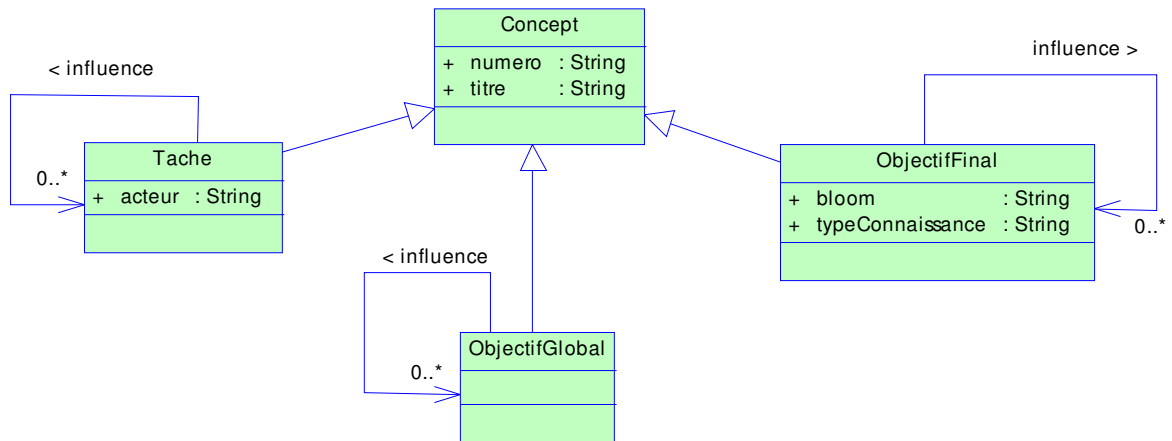 Concept
+ numero : String
+ titre : String
< influence
Tache
+ acteur : String
0..*
influence >
ObjectifFinal
+ bloom : String
+ typeConnaissance : String
0..*
< influence
ObjectifGlobal
0..*